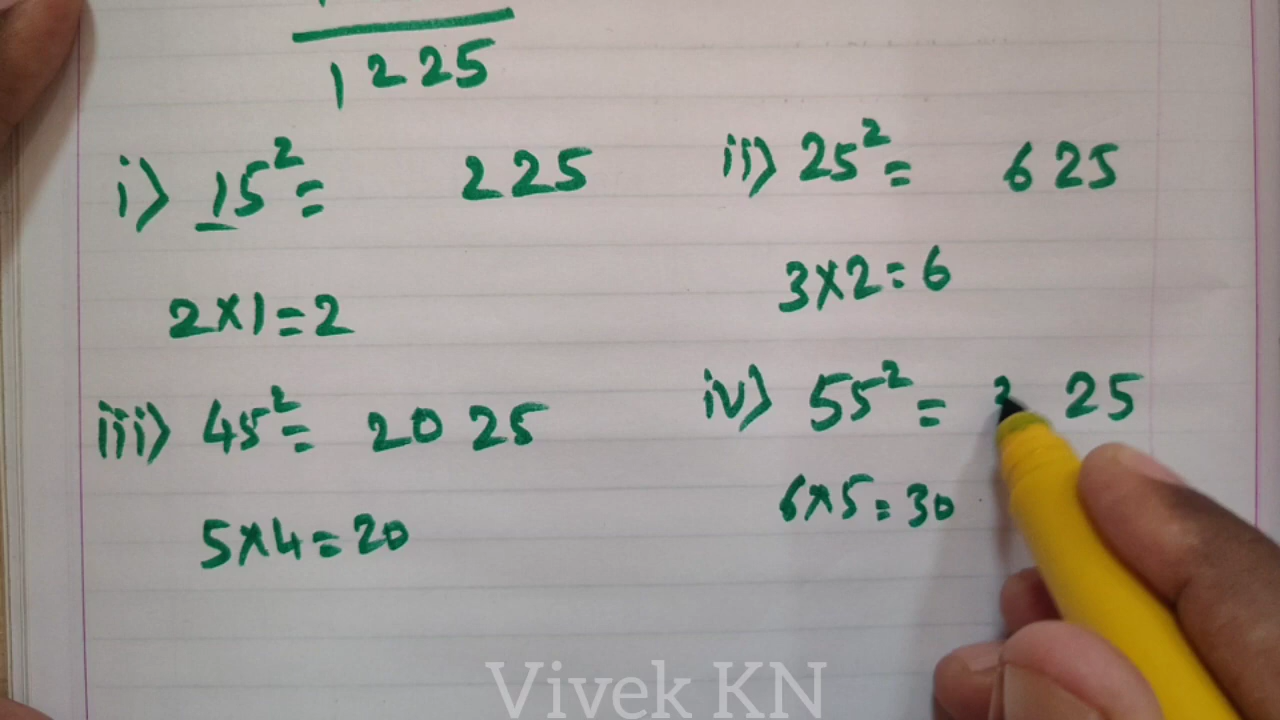 1225
i) 15²= 225
ii) 25²= 625
2×1=2
3×2=6
iii) 45²= 2025
iv) 55²= 3 25
5×4=20
6×5=30
Vivek KN